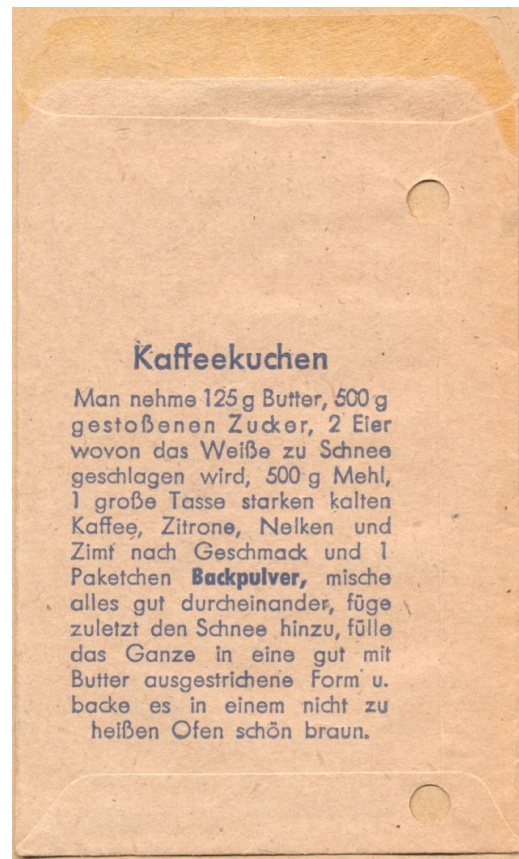 Kaffeekuchen
Man nehme 125 g Butter, 500 g
gestoßenen Zucker, 2 Eier
wovon das Weiße zu Schnee
geschlagen wird, 500 g Mehl,
1 große Tasse starken kalten
Kaffee, Zitrone, Nelken und
Zimt nach Geschmack und 1
Paketchen Backpulver, mische
alles gut durcheinander, füge
zuletzt den Schnee hinzu, fülle
das Ganze in eine gut mit
Butter ausgestrichene Form u.
backe es in einem nicht zu
heißen Ofen schön braun.